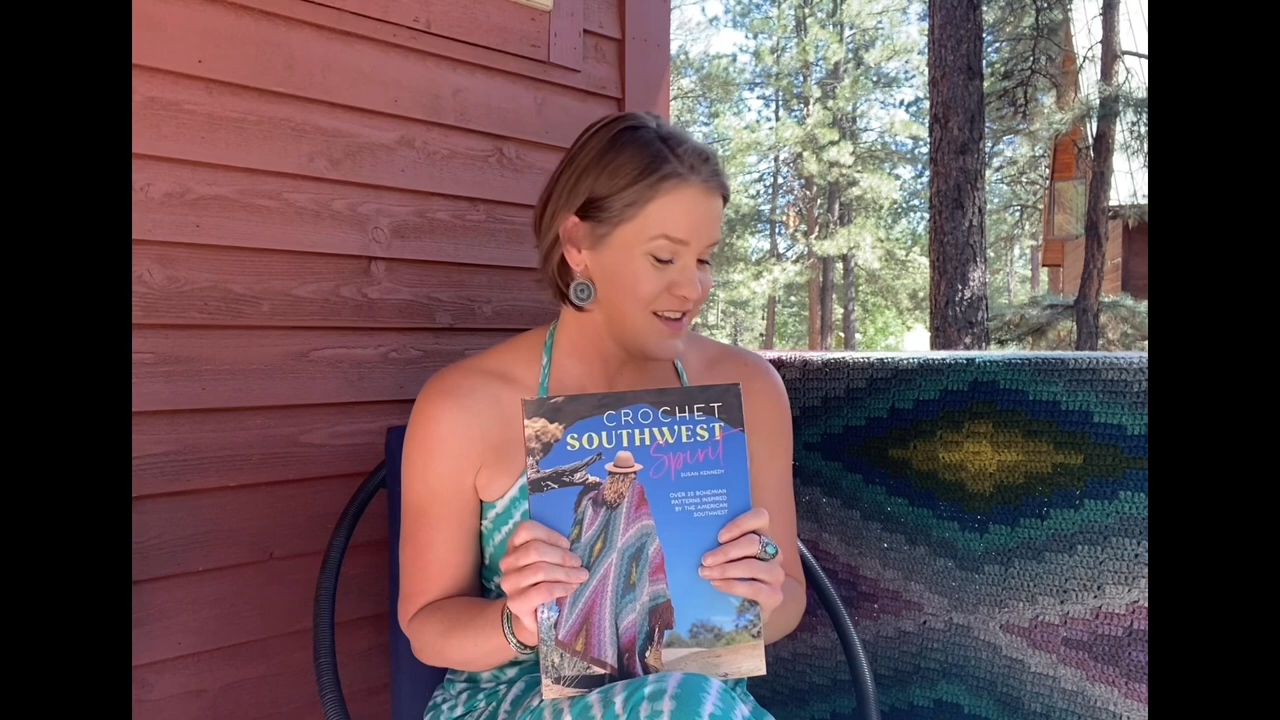 CROCHET
SOUTHWEST
Spirit
SUSAN KENNEDY
OVER 25 BOHEMIAN
PATTERNS INSPIRED
BY THE AMERICAN
SOUTHWEST